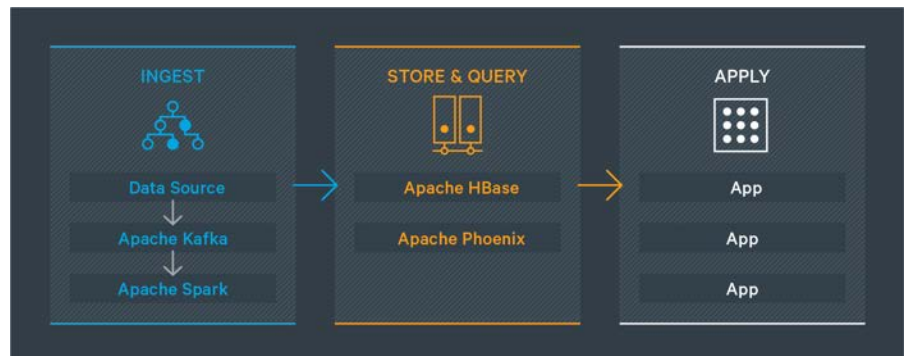 INGEST
Data Source
Apache Kafka
Apache Spark
STORE & QUERY
Apache HBase
Apache Phoenix
APPLY
App
App
App